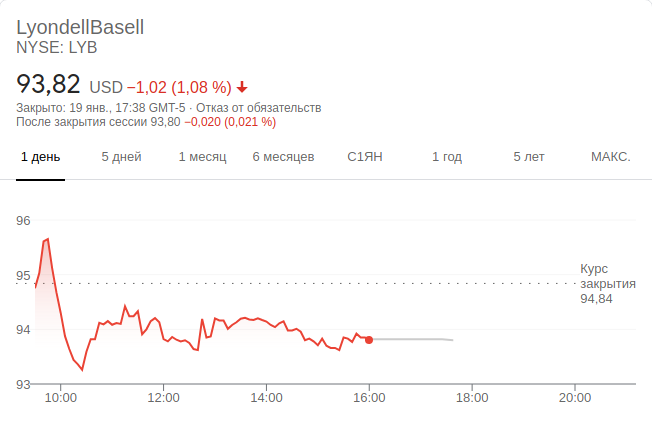 LyondellBasell
NYSE: LYB
93,82 USD −1,02 (1,08 %)
Закрыто: 19 янв., 17:38 GMT-5 · Отказ от обязательств
После закрытия сессии 93,80 −0,020 (0,021 %)
1 день 5 дней 1 месяц 6 месяцев С1ЯН 1 год 5 лет МАКС.
96
95
94
93
Курс
закрытия
94,84
10:00 12:00 14:00 16:00 18:00 20:00